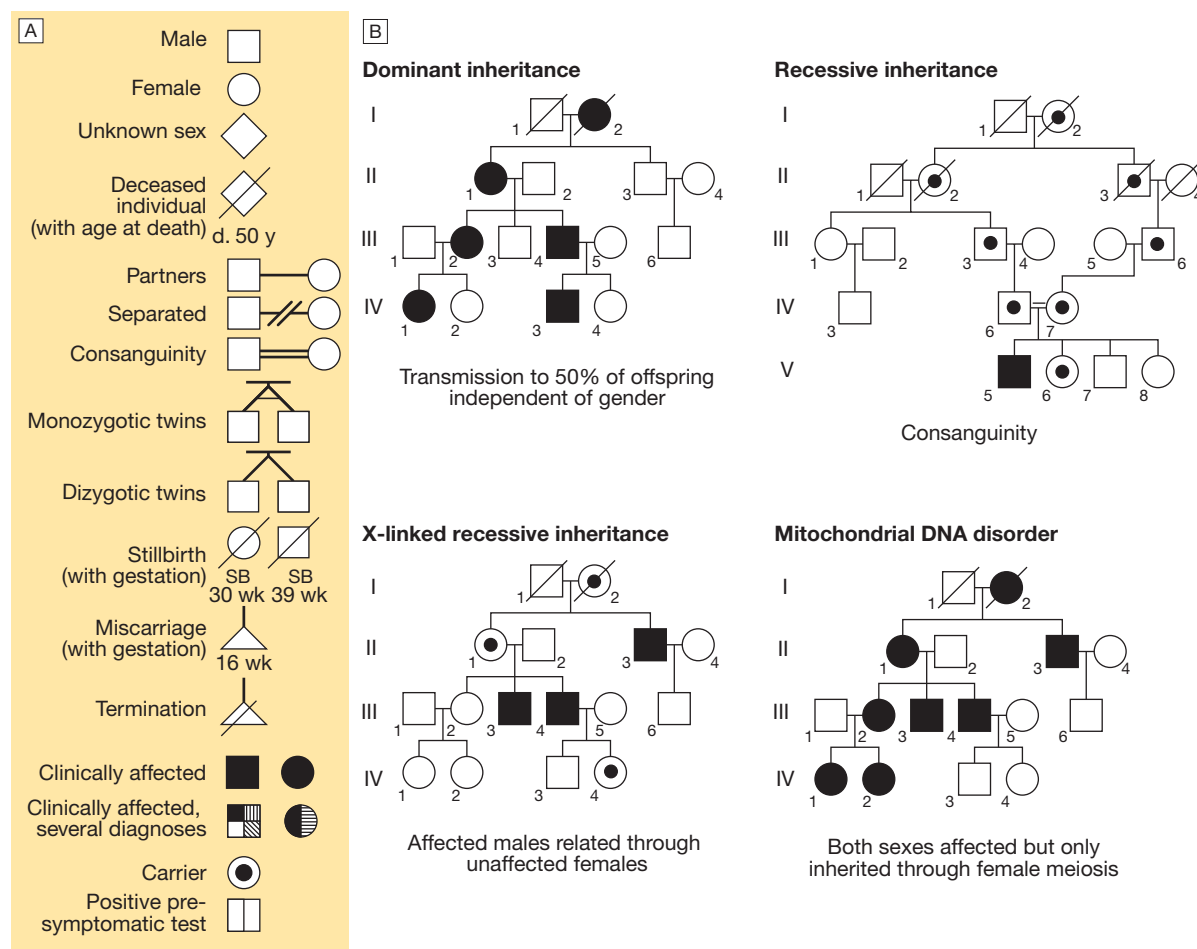 A
Male
Female
Unknown sex
Deceased
individual
(with age at death)
d. 50 y
Partners
Separated
Consanguinity
Monozygotic twins
Dizygotic twins
Stillbirth
(with gestation)
SB SB
30 wk 39 wk
Miscarriage
(with gestation)
16 wk
Termination
Clinically affected
Clinically affected,
several diagnoses
Carrier
Positive pre-
symptomatic test
B
Dominant inheritance
I
1 2
II
1 2 3 4
III
1 2 3 4 5 6
IV
1 2 3 4
Transmission to 50% of offspring
independent of gender
Recessive inheritance
I
1 2
II
1 2 3 4
III
1 2 3 4 5 6
IV
3 6 7
V
5 6 7 8
Consanguinity
X-linked recessive inheritance
I
1 2
II
1 2 3 4
III
1 2 3 4 5 6
IV
1 2 3 4
Affected males related through
unaffected females
Mitochondrial DNA disorder
I
1 2
II
1 2 3 4
III
1 2 3 4 5 6
IV
1 2 3 4
Both sexes affected but only
inherited through female meiosis